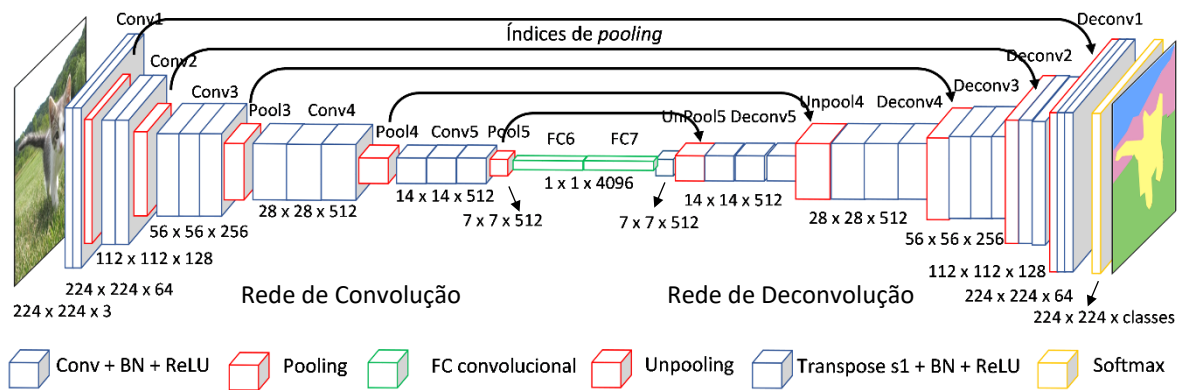 Conv1
Deconv1
Índices de pooling
Conv2
Deconv2
Conv3
Deconv3
Pool3
Conv4
Unpool4
Deconv4
Pool4
Conv5
Pool5
UnPool5
Deconv5
FC6
FC7
1 x 1 x 4096
14 x 14 x 512
14 x 14 x 512
7 x 7 x 512
7 x 7 x 512
28 x 28 x 512
28 x 28 x 512
56 x 56 x 256
56 x 56 x 256
112 x 112 x 128
112 x 112 x 128
224 x 224 x 64
224 x 224 x 64
224 x 224 x 3
224 x 224 x classes
Rede de Convolução
Rede de Deconvolução
Conv + BN + ReLU
Pooling
FC convolucional
Unpooling
Transpose s1 + BN + ReLU
Softmax